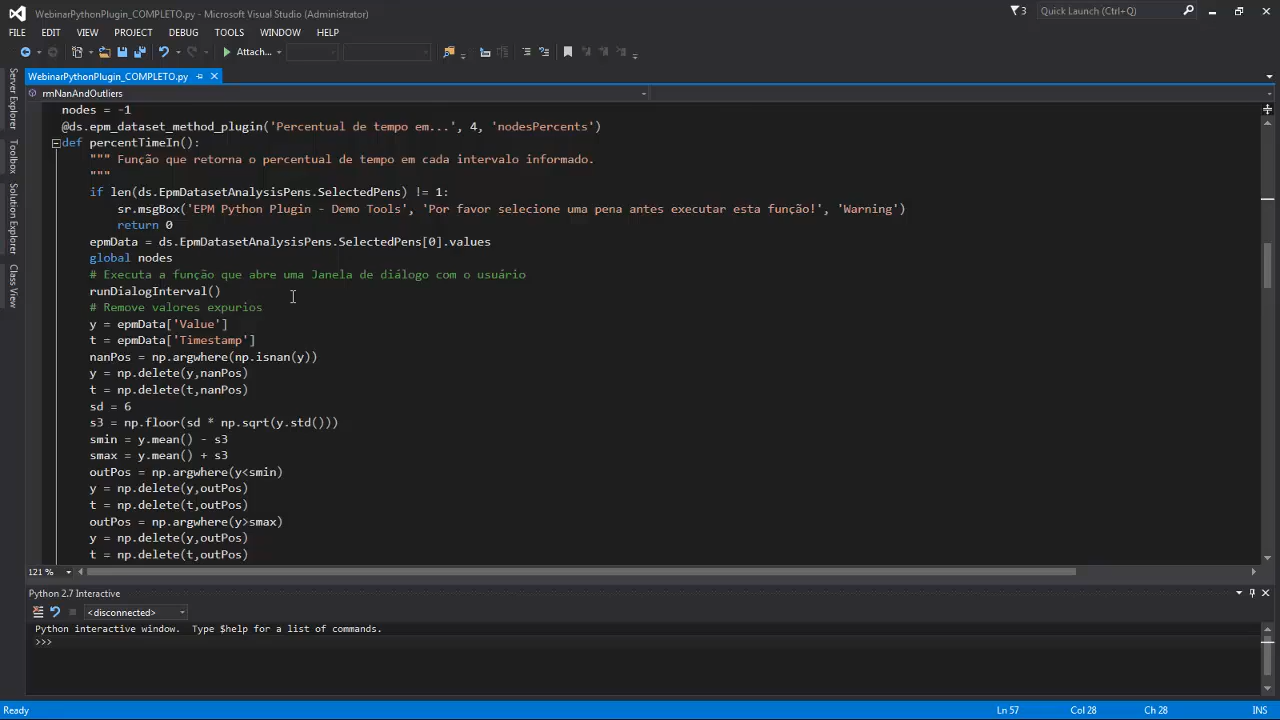 WebinarPythonPlugin_COMPLETO.py - Microsoft Visual Studio (Administrator)
3
Quick Launch (Ctrl+Q)
FILE EDIT VIEW PROJECT DEBUG TOOLS WINDOW HELP
Attach...
WebinarPythonPlugin_COMPLETO.py
Server Explorer
Toolbox
Solution Explorer
Class View
rmNanAndOutliers
nodes = -1
@ds.epm_dataset_method_plugin('Percentual de tempo em...', 4, 'nodesPercents')
def percentTimeIn():
""" Função que retorna o percentual de tempo em cada intervalo informado.
"""
if len(ds.EpmDatasetAnalysisPens.SelectedPens) != 1:
sr.msgBox('EPM Python Plugin - Demo Tools', 'Por favor selecione uma pena antes executar esta função!', 'Warning')
return 0
epmData = ds.EpmDatasetAnalysisPens.SelectedPens[0].values
global nodes
# Executa a função que abre uma Janela de diálogo com o usuário
runDialogInterval()
# Remove valores expurios
y = epmData['Value']
t = epmData['Timestamp']
nanPos = np.argwhere(np.isnan(y))
y = np.delete(y,nanPos)
t = np.delete(t,nanPos)
sd = 6
s3 = np.floor(sd * np.sqrt(y.std()))
smin = y.mean() - s3
smax = y.mean() + s3
outPos = np.argwhere(y<smin)
y = np.delete(y,outPos)
t = np.delete(t,outPos)
outPos = np.argwhere(y>smax)
y = np.delete(y,outPos)
t = np.delete(t,outPos)
121 %
Python 2.7 Interactive
<disconnected>
Python interactive window. Type $help for a list of commands.
>>>
Ready
Ln 57 Col 28 Ch 28 INS